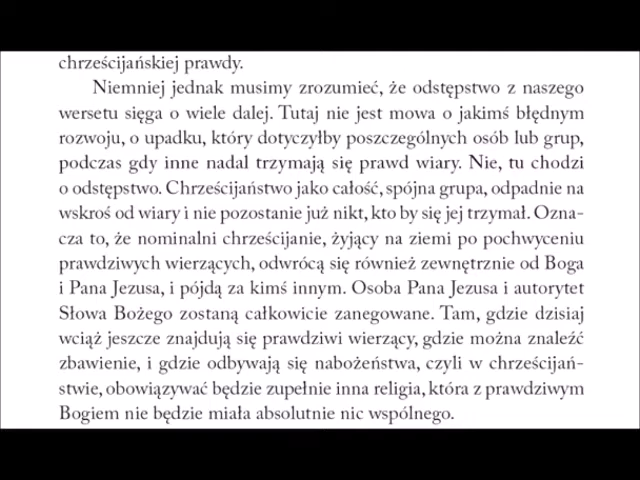 chrześcijańskiej prawdy.
Niemniej jednak musimy zrozumieć, że odstępstwo z naszego
wersetu sięga o wiele dalej. Tutaj nie jest mowa o jakimś błędnym
rozwoju, o upadku, który dotyczyłby poszczególnych osób lub grup,
podczas gdy inne nadal trzymają się prawd wiary. Nie, tu chodzi
o odstępstwo. Chrześcijaństwo jako całość, spójna grupa, odpadnie na
wskroś od wiary i nie pozostanie już nikt, kto by się jej trzymał. Ozna-
cza to, że nominalni chrześcijanie, żyjący na ziemi po pochwyceniu
prawdziwych wierzących, odwrócą się również zewnętrznie od Boga
i Pana Jezusa, i pójdą za kimś innym. Osoba Pana Jezusa i autorytet
Słowa Bożego zostaną całkowicie zanegowane. Tam, gdzie dzisiaj
wciąż jeszcze znajdują się prawdziwi wierzący, gdzie można znaleźć
zbawienie, i gdzie odbywają się nabożeństwa, czyli w chrześcijań-
stwie, obowiązywać będzie zupełnie inna religia, która z prawdziwym
Bogiem nie będzie miała absolutnie nic wspólnego.